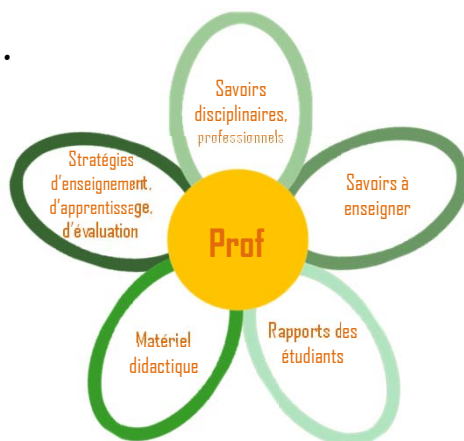 Savoirs
disciplinaires,
professionnels
Stratégies
d'enseignement,
d'apprentissage,
d'évaluation
Savoirs à
enseigner
Prof
Matériel
didactique
Rapports des
étudiants